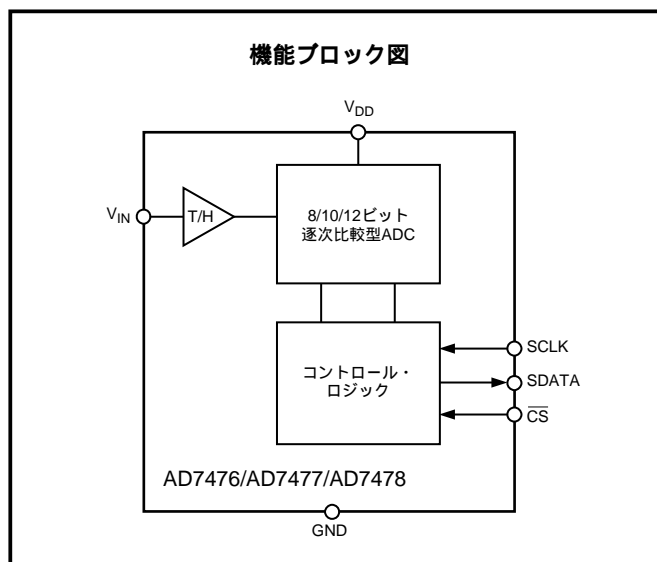 機能ブロック図
VDD
VIN
T/H
8/10/12ビット
逐次比較型ADC
コントロール・
ロジック
SCLK
SDATA
CS
AD7476/AD7477/AD7478
GND